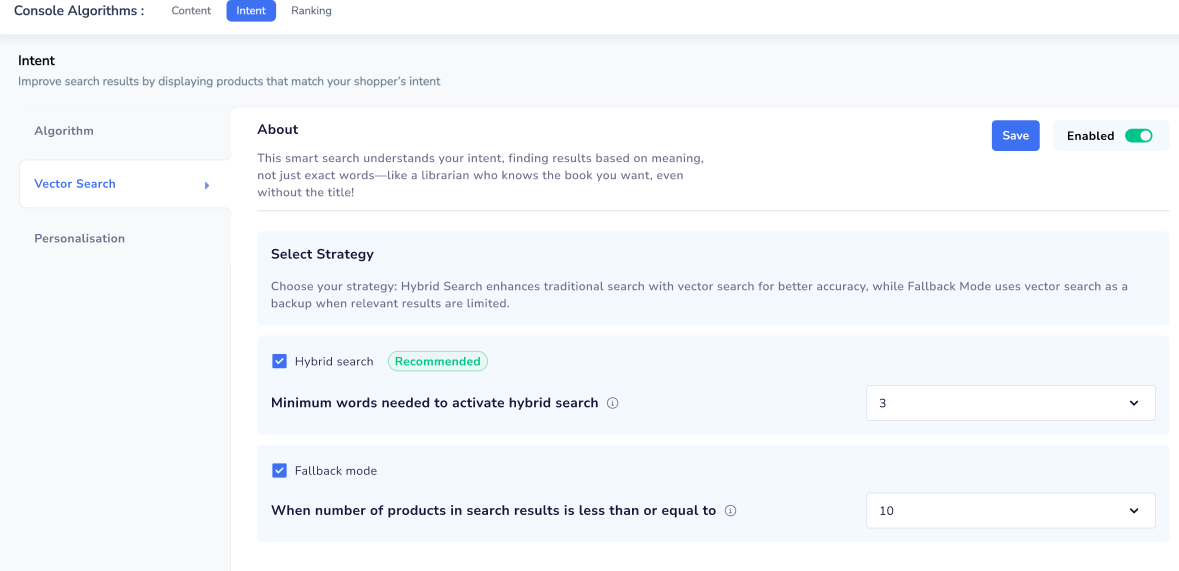 Console Algorithms :
Content
Intent
Ranking
Intent
Improve search results by displaying products that match your shopper's intent
Algorithm
Vector Search
Personalisation
About
Save
Enabled
This smart search understands your intent, finding results based on meaning,
not just exact words—like a librarian who knows the book you want, even
without the title!
Select Strategy
Choose your strategy: Hybrid Search enhances traditional search with vector search for better accuracy, while Fallback Mode uses vector search as a
backup when relevant results are limited.
Hybrid search
Recommended
Minimum words needed to activate hybrid search
3
Fallback mode
When number of products in search results is less than or equal to
10